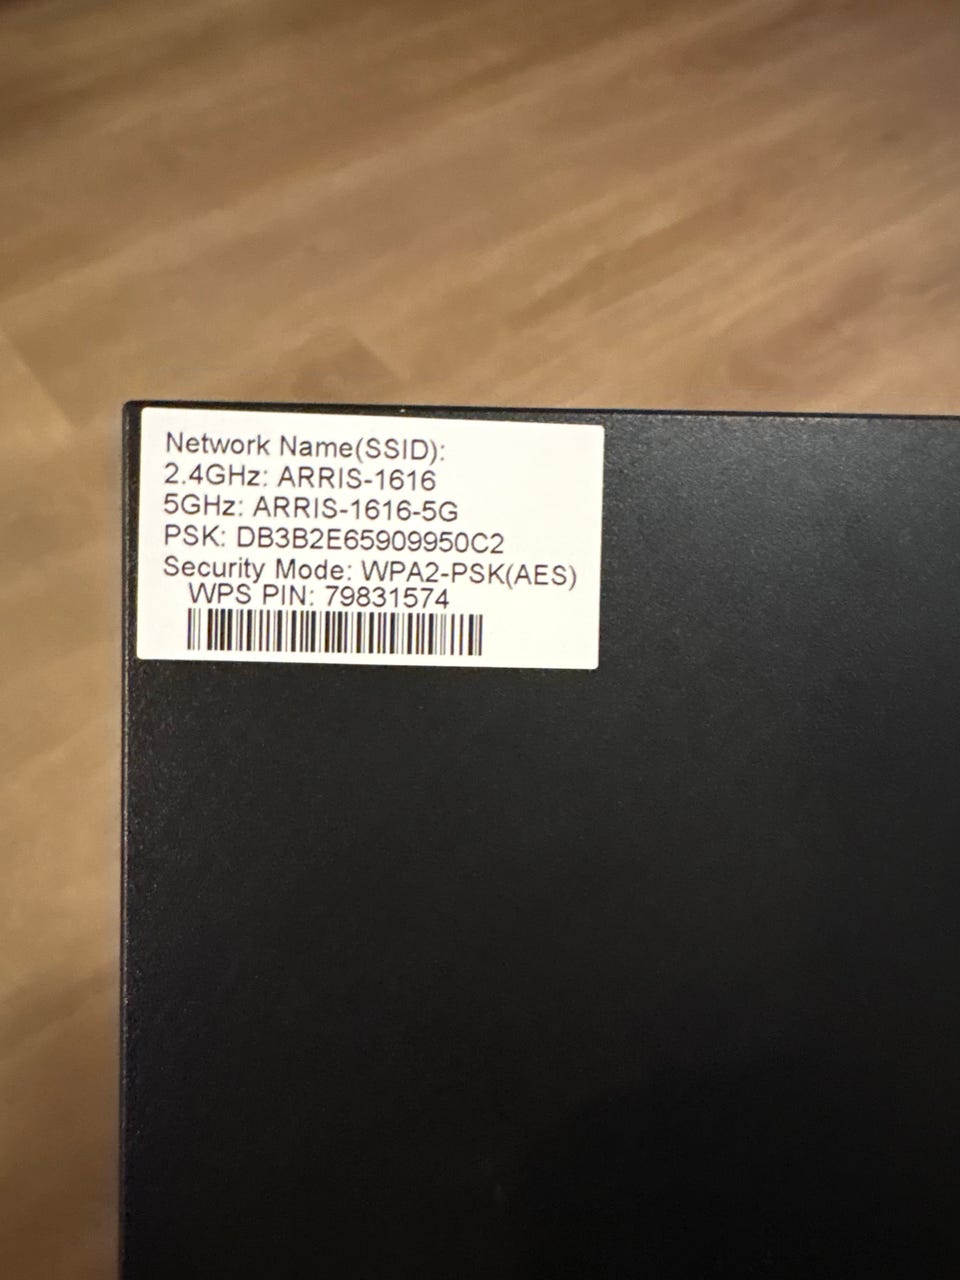 Network Name(SSID):
2.4GHz: ARRIS-1616
5GHz: ARRIS-1616-5G
PSK: DB3B2E65909950C2
Security Mode: WPA2-PSK(AES)
WPS PIN: 79831574